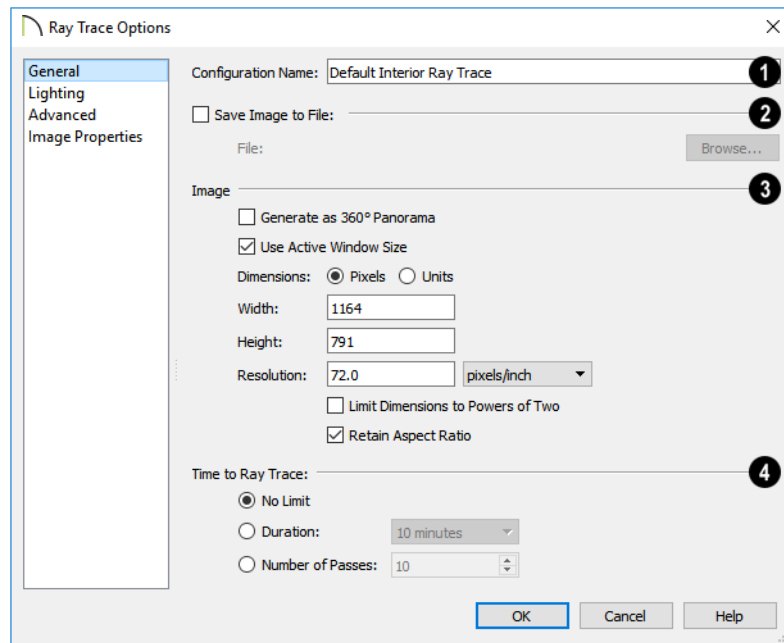 Ray Trace Options
General
Lighting
Advanced
Image Properties
Configuration Name: Default Interior Ray Trace 1
Save Image to File: 2
File: Browse...
Image 3
Generate as 360° Panorama
Use Active Window Size
Dimensions: Pixels Units
Width: 1164
Height: 791
Resolution: 72.0 pixels/inch
Limit Dimensions to Powers of Two
Retain Aspect Ratio
Time to Ray Trace: 4
No Limit
Duration: 10 minutes
Number of Passes: 10
OK Cancel Help